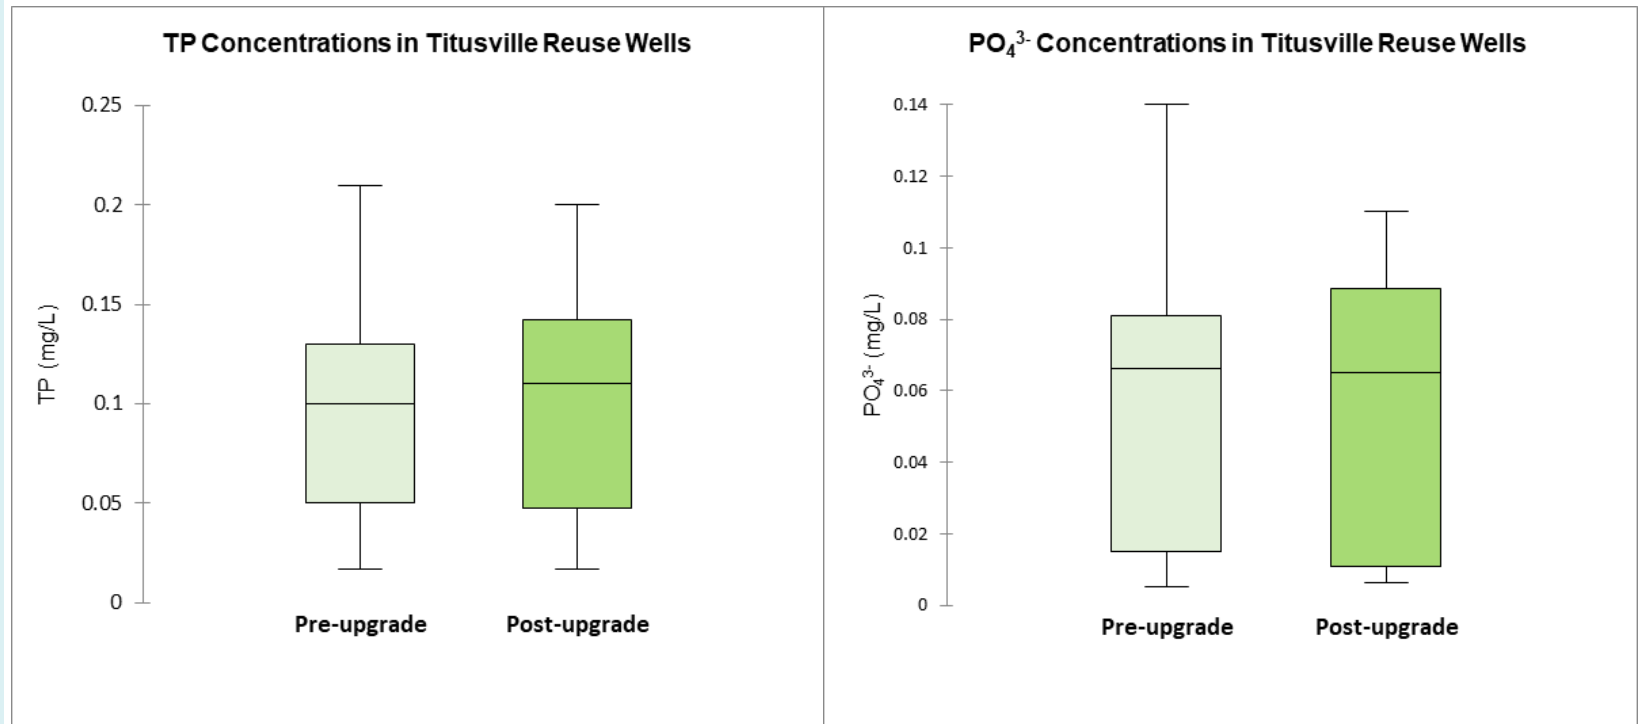 TP Concentrations in Titusville Reuse Wells
0.25
0.2
0.15
0.1
0.05
0
TP (mg/L)
Pre-upgrade
Post-upgrade
PO₄³⁻ Concentrations in Titusville Reuse Wells
0.14
0.12
0.1
0.08
0.06
0.04
0.02
0
PO₄³⁻ (mg/L)
Pre-upgrade
Post-upgrade